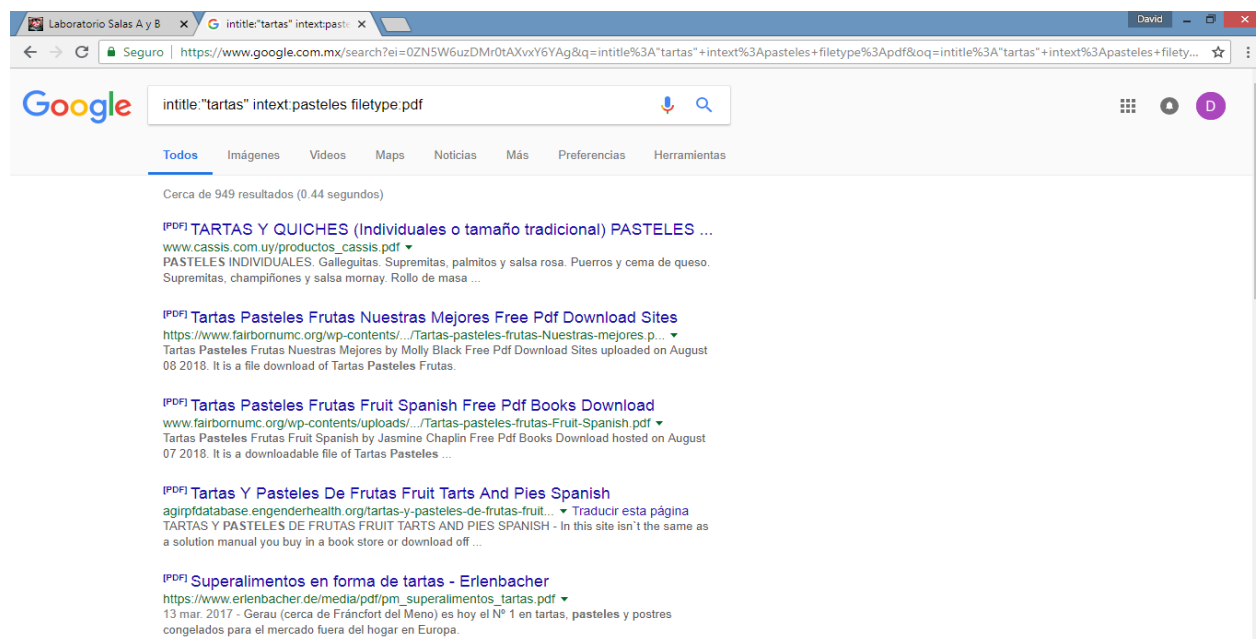 Laboratorio Salas A y B
intitle:"tartas" intext:paste
David
Seguro | https://www.google.com.mx/search?ei=0ZN5W6uzDMr0tAXvxY6YAg&q=intitle%3A"tartas"+intext%3Apasteles+filetype%3Apdf&oq=intitle%3A"tartas"+intext%3Apasteles+filety...
Google
intitle:"tartas" intext:pasteles filetype:pdf
D
Todos Imágenes Videos Maps Noticias Más Preferencias Herramientas
Cerca de 949 resultados (0.44 segundos)
[PDF] TARTAS Y QUICHES (Individuales o tamaño tradicional) PASTELES ...
www.cassis.com.uy/productos_cassis.pdf
PASTELES INDIVIDUALES. Galleguitas. Supremitas, palmitos y salsa rosa. Puerros y cema de queso.
Supremitas, champiñones y salsa mornay. Rollo de masa ...
[PDF] Tartas Pasteles Frutas Nuestras Mejores Free Pdf Download Sites
https://www.fairbornumc.org/wp-contents/.../Tartas-pasteles-frutas-Nuestras-mejores.p...
Tartas Pasteles Frutas Nuestras Mejores by Molly Black Free Pdf Download Sites uploaded on August
08 2018. It is a file download of Tartas Pasteles Frutas.
[PDF] Tartas Pasteles Frutas Fruit Spanish Free Pdf Books Download
www.fairbornumc.org/wp-contents/uploads/.../Tartas-pasteles-frutas-Fruit-Spanish.pdf
Tartas Pasteles Frutas Fruit Spanish by Jasmine Chaplin Free Pdf Books Download hosted on August
07 2018. It is a downloadable file of Tartas Pasteles ...
[PDF] Tartas Y Pasteles De Frutas Fruit Tarts And Pies Spanish
agirpfdatabase.engenderhealth.org/tartas-y-pasteles-de-frutas-fruit... Traducir esta página
TARTAS Y PASTELES DE FRUTAS FRUIT TARTS AND PIES SPANISH - In this site isn`t the same as
a solution manual you buy in a book store or download off ...
[PDF] Superalimentos en forma de tartas - Erlenbacher
https://www.erlenbacher.de/media/pdf/pm_superalimentos_tartas.pdf
13 mar. 2017 - Gerau (cerca de Fráncfort del Meno) es hoy el Nº 1 en tartas, pasteles y postres
congelados para el mercado fuera del hogar en Europa.